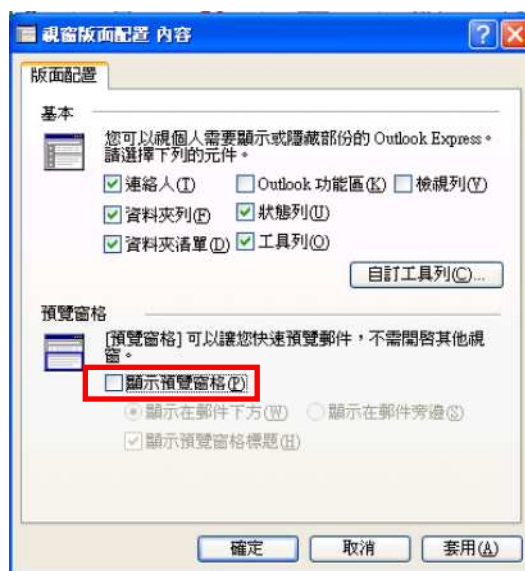 視窗版面配置 內容
版面配置
基本
您可以視個人需要顯示或隱藏部份的 Outlook Express。
請選擇下列的元件。
連絡人(T) Outlook 功能區(K) 檢視列(V)
資料夾列(F) 狀態列(U)
資料夾清單(D) 工具列(O)
自訂工具列(C)...
預覽窗格
[預覽窗格] 可以讓您快速預覽郵件，不需開啓其他視
窗。
顯示預覽窗格(P)
顯示在郵件下方(W) 顯示在郵件旁邊(S)
顯示預覽窗格標題(H)
確定 取消 套用(A)